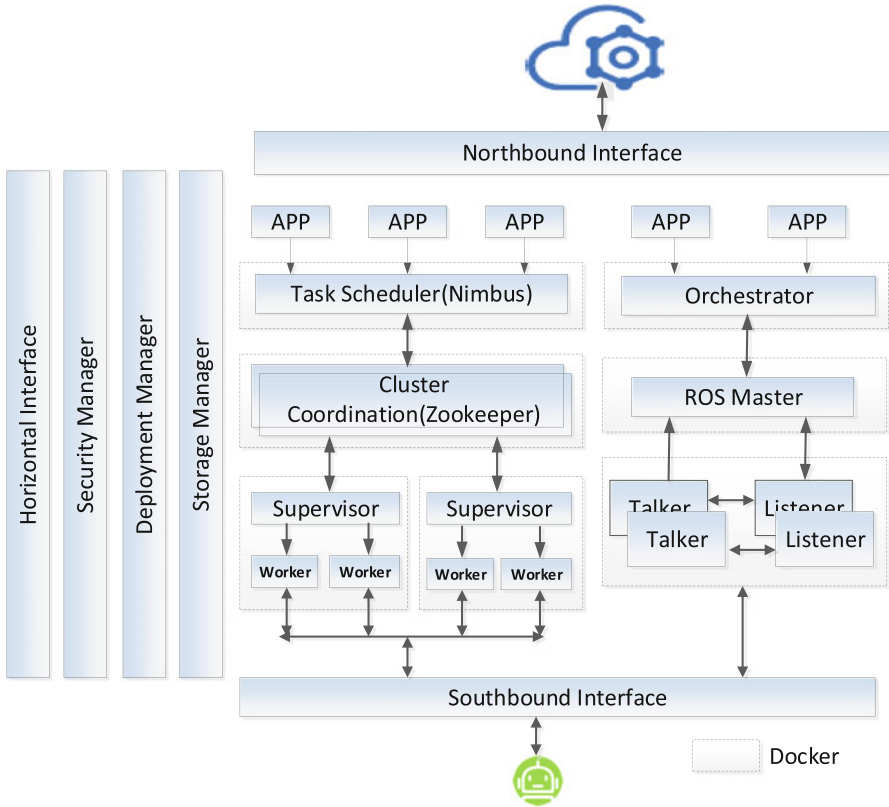 Northbound Interface
Horizontal Interface
Security Manager
Deployment Manager
Storage Manager
APP
APP
APP
APP
APP
Task Scheduler(Nimbus)
Orchestrator
Cluster
Coordination(Zookeeper)
ROS Master
Supervisor
Supervisor
Talker
Listener
Talker
Listener
Worker
Worker
Worker
Worker
Southbound Interface
Docker